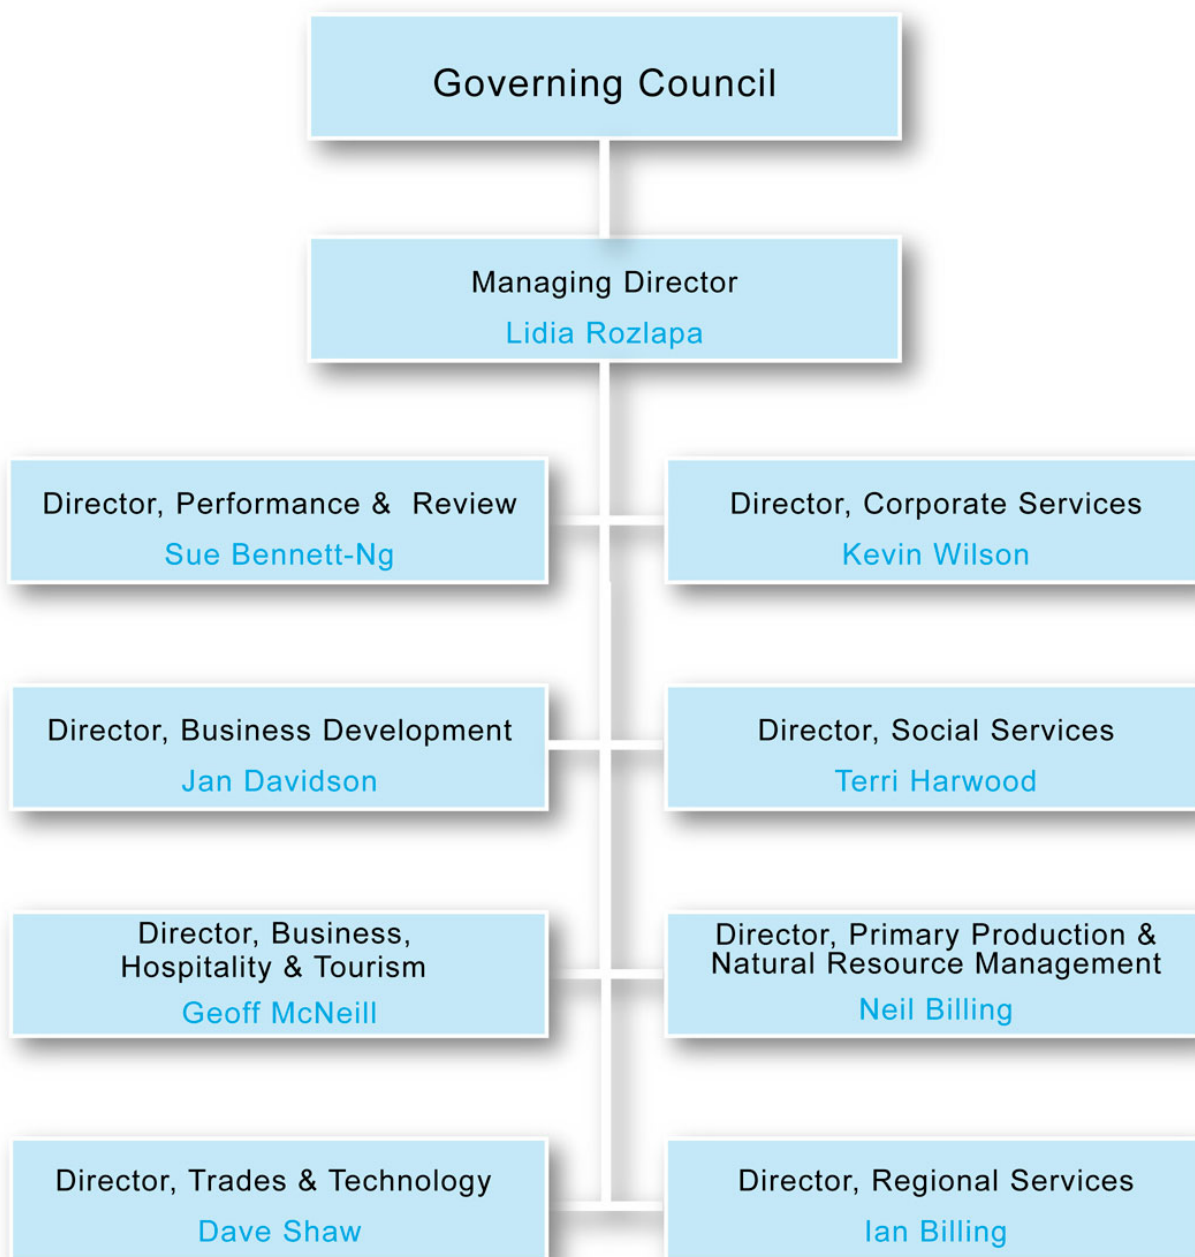 Governing Council
Managing Director
Lidia Rozlapa
Director, Performance & Review
Sue Bennett-Ng
Director, Corporate Services
Kevin Wilson
Director, Business Development
Jan Davidson
Director, Social Services
Terri Harwood
Director, Business,
Hospitality & Tourism
Geoff McNeill
Director, Primary Production &
Natural Resource Management
Neil Billing
Director, Trades & Technology
Dave Shaw
Director, Regional Services
Ian Billing